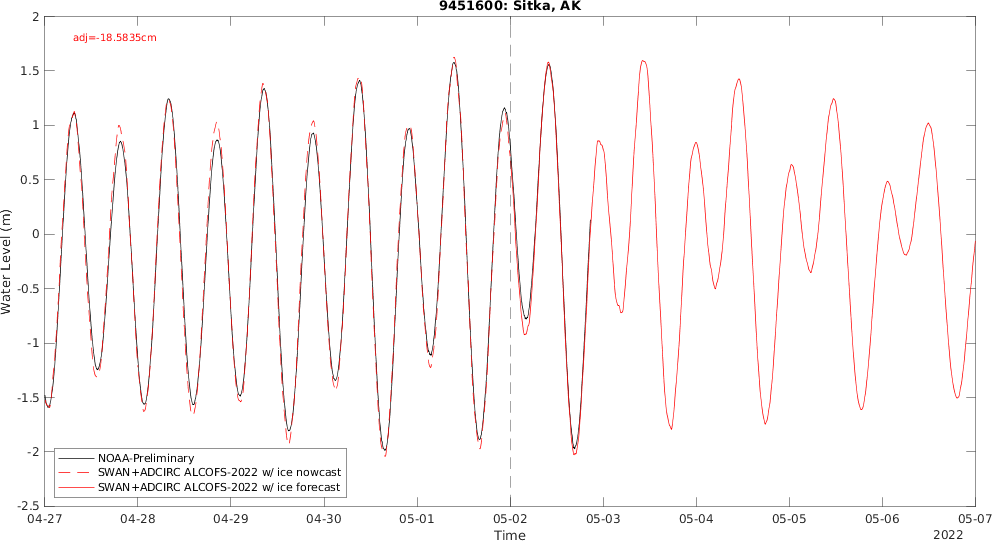 9451600: Sitka, AK
adj=-18.5835cm
Water Level (m)
2
1.5
1
0.5
0
-0.5
-1
-1.5
-2
-2.5
NOAA-Preliminary
SWAN+ADCIRC ALCOFS-2022 w/ ice nowcast
SWAN+ADCIRC ALCOFS-2022 w/ ice forecast
04-27 04-28 04-29 04-30 05-01 05-02 05-03 05-04 05-05 05-06 05-07
Time
2022